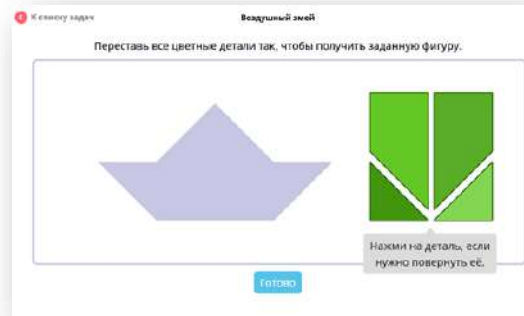 К списку задач
Воздушный змей
Переставь все цветные детали так, чтобы получить заданную фигуру.
Нажми на деталь, если
нужно повернуть её.
Готово